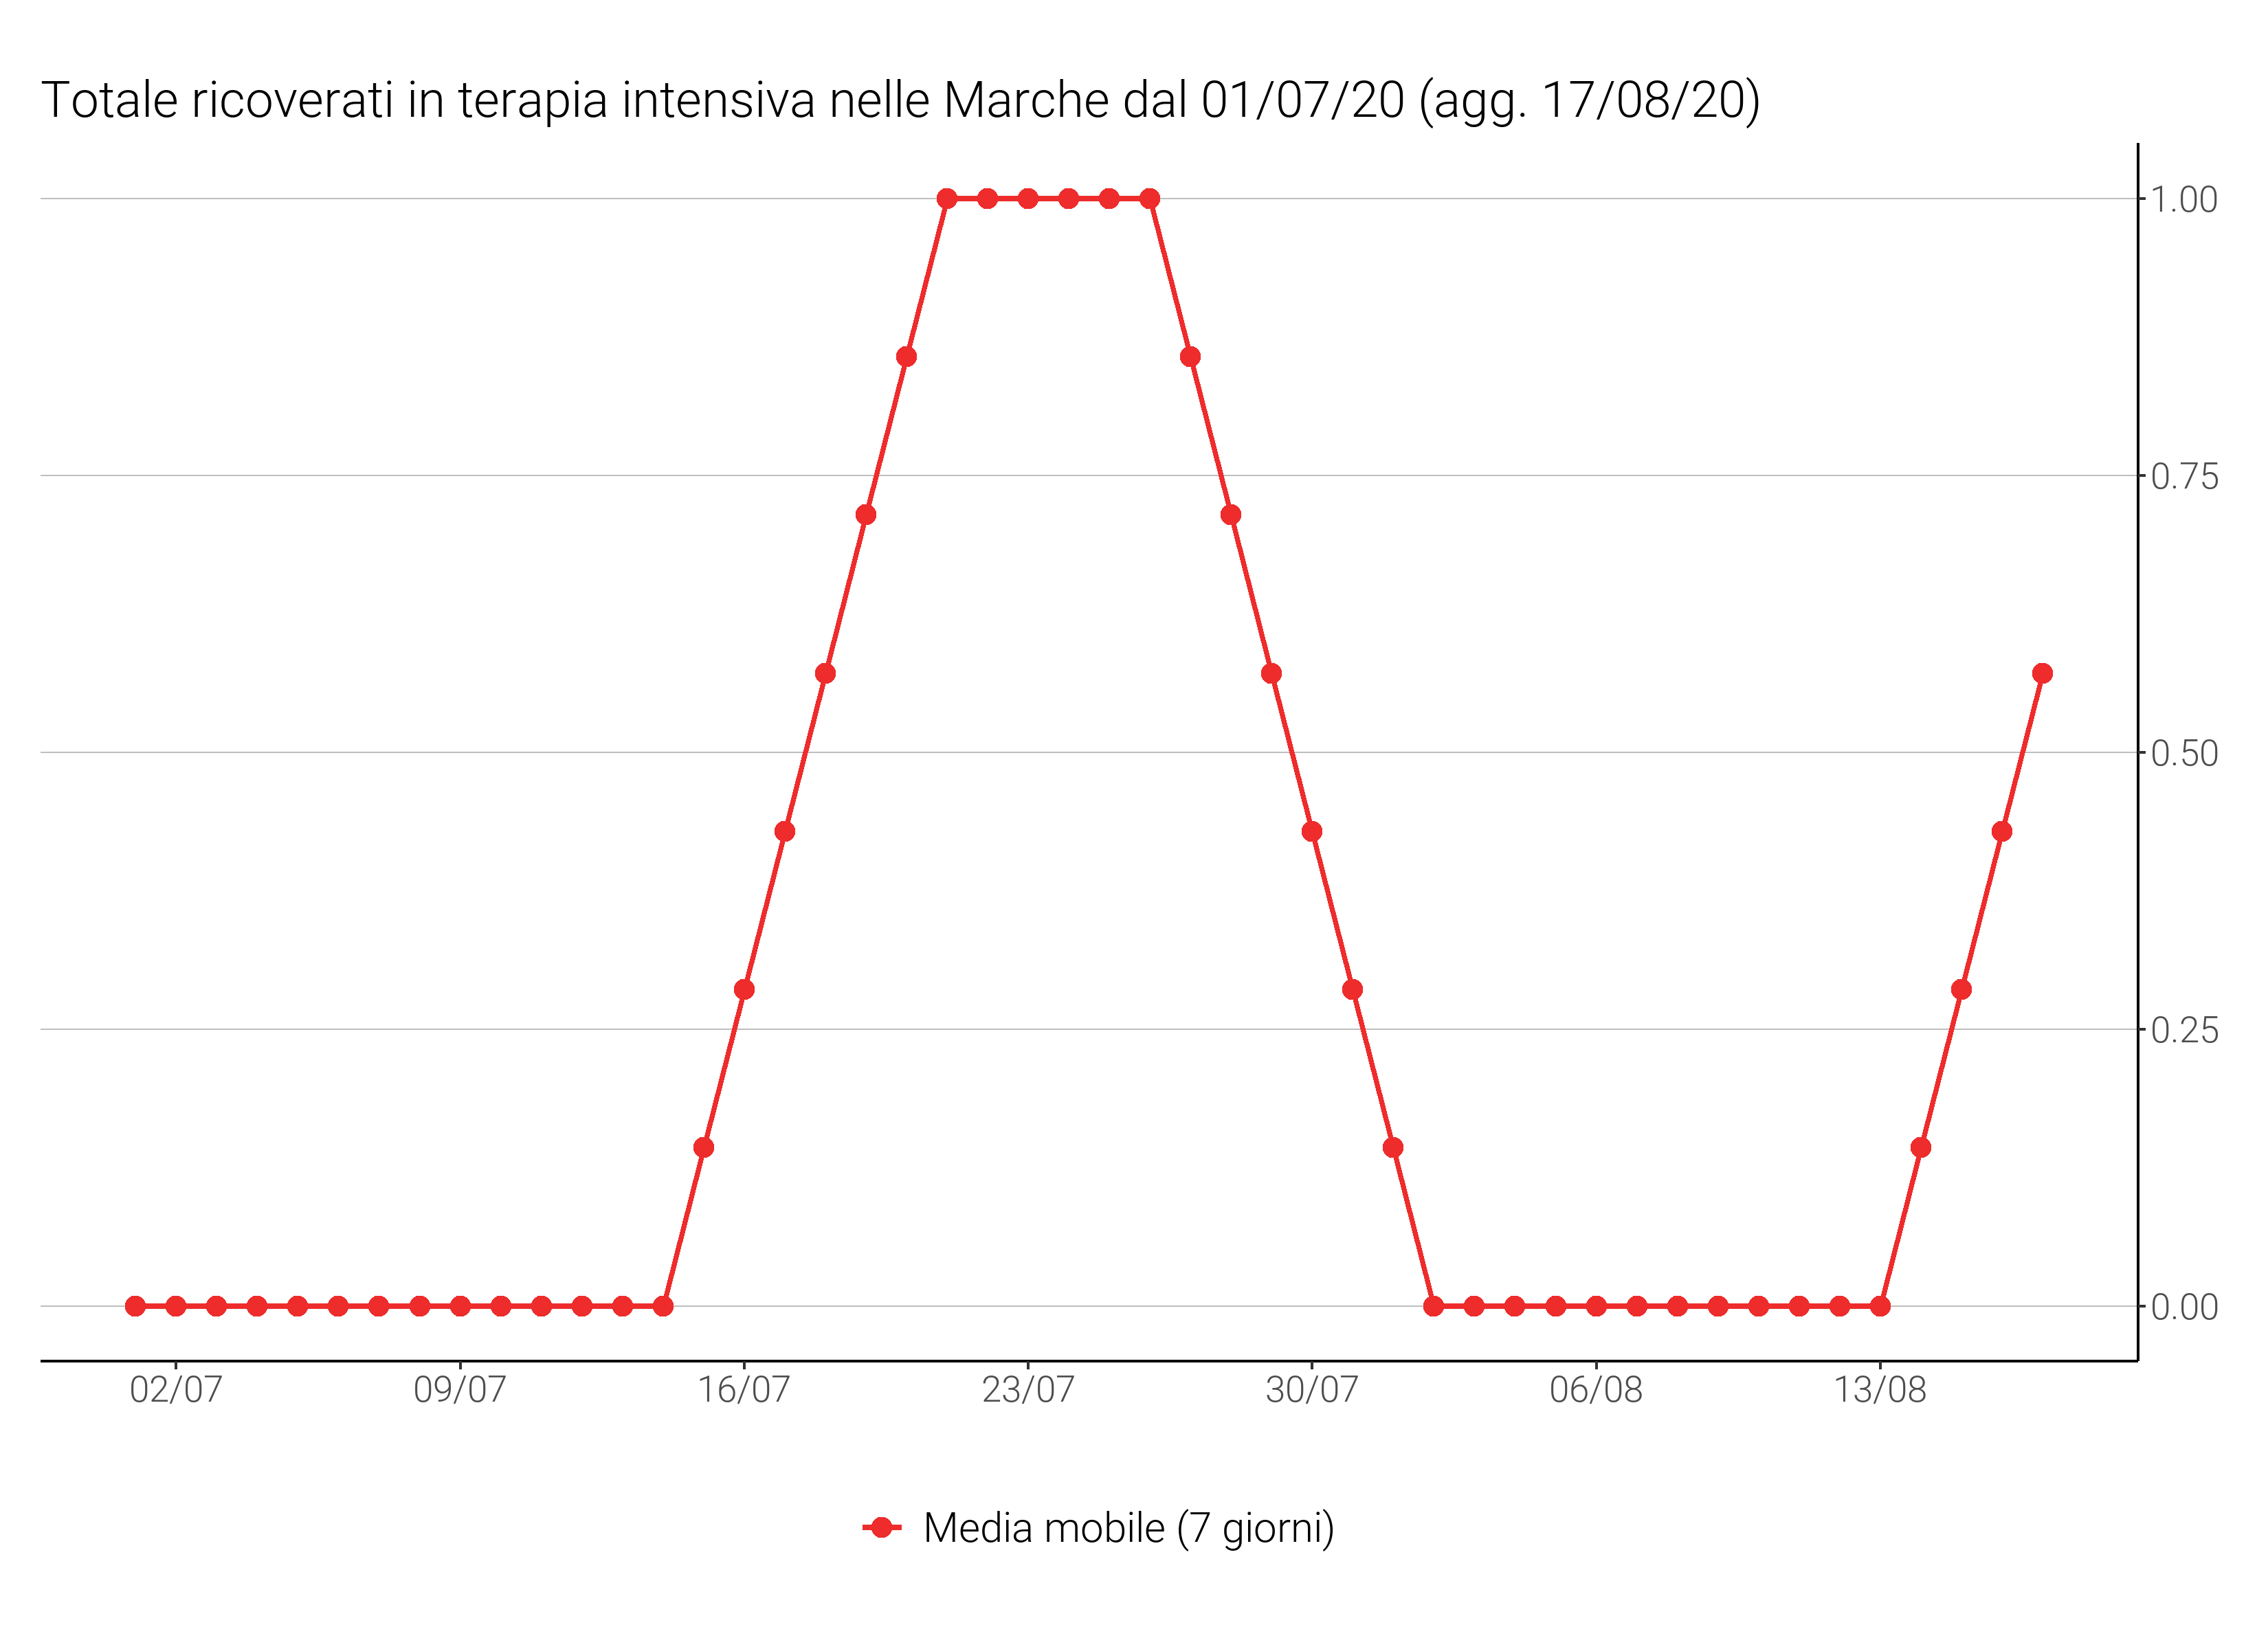 Totale ricoverati in terapia intensiva nelle Marche dal 01/07/20 (agg. 17/08/20)
1.00
0.75
0.50
0.25
0.00
02/07 09/07 16/07 23/07 30/07 06/08 13/08
Media mobile (7 giorni)